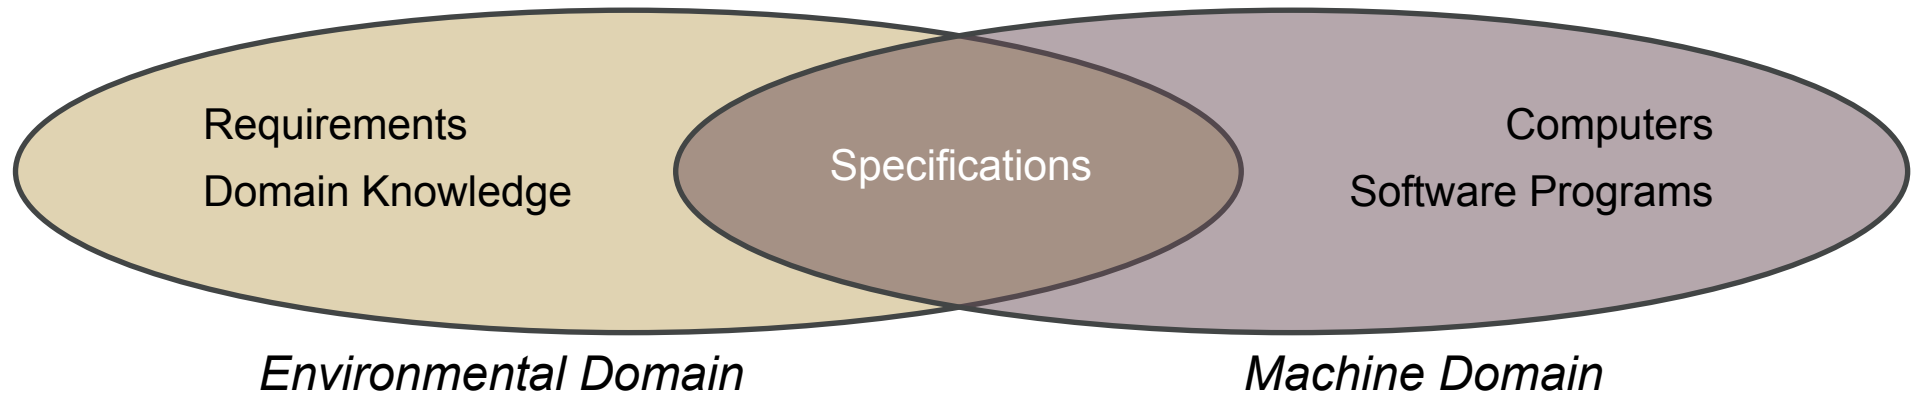 Requirements
Domain Knowledge
Specifications
Computers
Software Programs
Environmental Domain
Machine Domain